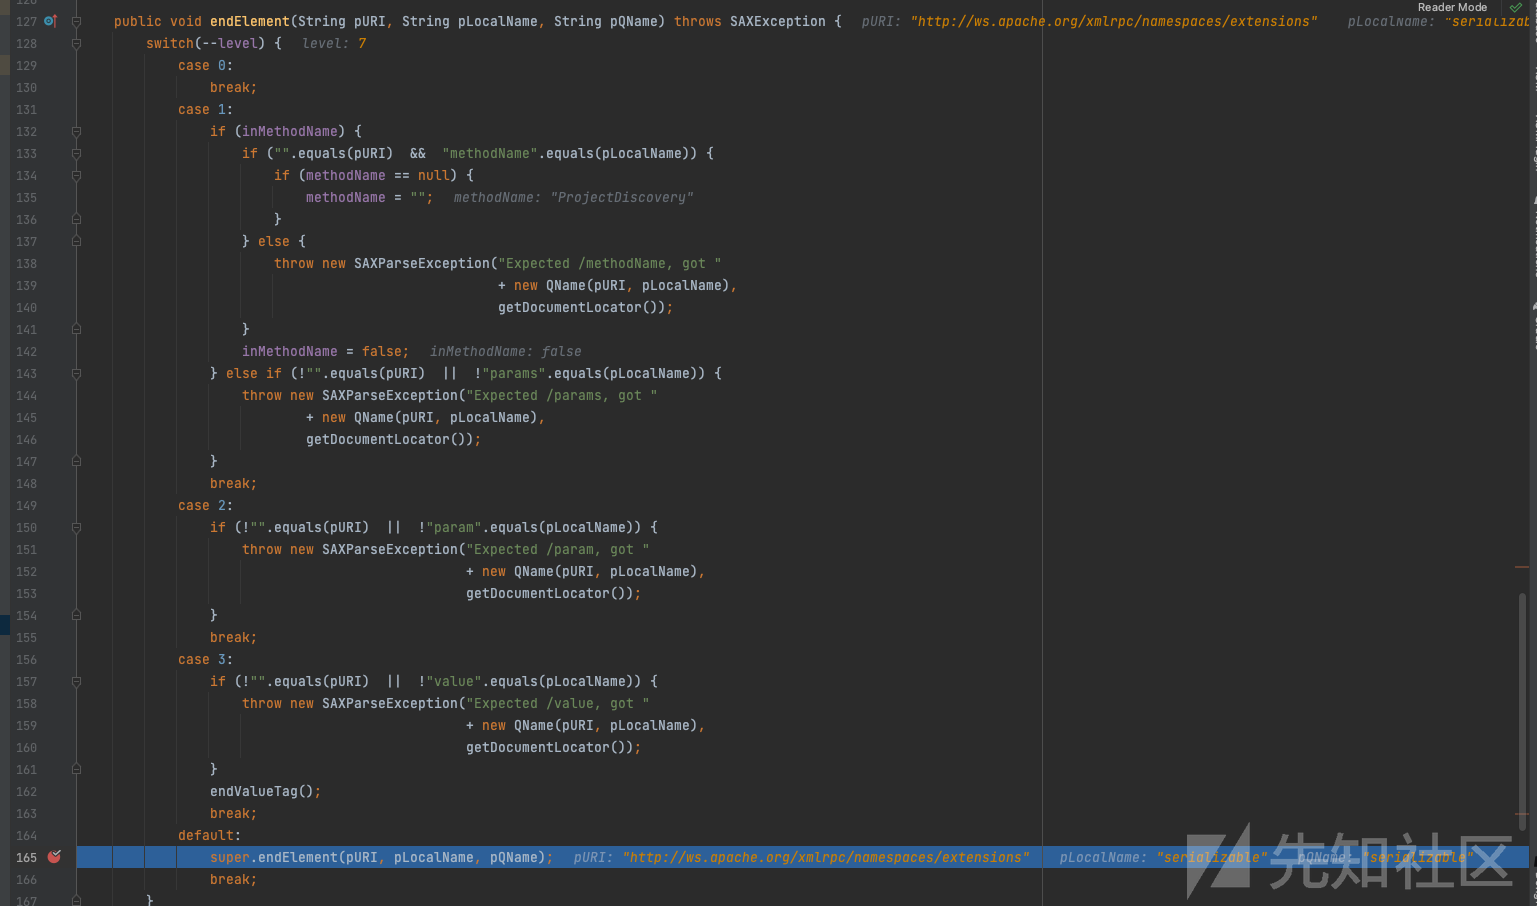 Reader Mode
127 public void endElement(String pURI, String pLocalName, String pQName) throws SAXException { pURI: "http://ws.apache.org/xmlrpc/namespaces/extensions" pLocalName: "serializab
128 switch(--level) { level: 7
129 case 0:
130 break;
131 case 1:
132 if (inMethodName) {
133 if ("".equals(pURI) && "methodName".equals(pLocalName)) {
134 if (methodName == null) {
135 methodName = ""; methodName: "ProjectDiscovery"
136 }
137 } else {
138 throw new SAXParseException("Expected /methodName, got "
139 + new QName(pURI, pLocalName),
140 getDocumentLocator());
141 }
142 inMethodName = false; inMethodName: false
143 } else if (!"".equals(pURI) || !"params".equals(pLocalName)) {
144 throw new SAXParseException("Expected /params, got "
145 + new QName(pURI, pLocalName),
146 getDocumentLocator());
147 }
148 break;
149 case 2:
150 if (!"".equals(pURI) || !"param".equals(pLocalName)) {
151 throw new SAXParseException("Expected /param, got "
152 + new QName(pURI, pLocalName),
153 getDocumentLocator());
154 }
155 break;
156 case 3:
157 if (!"".equals(pURI) || !"value".equals(pLocalName)) {
158 throw new SAXParseException("Expected /value, got "
159 + new QName(pURI, pLocalName),
160 getDocumentLocator());
161 }
162 endValueTag();
163 break;
164 default:
165 super.endElement(pURI, pLocalName, pQName); pURI: "http://ws.apache.org/xmlrpc/namespaces/extensions" pLocalName: "serializable" pQName: "serializable"
166 break;
167 }
先知社区